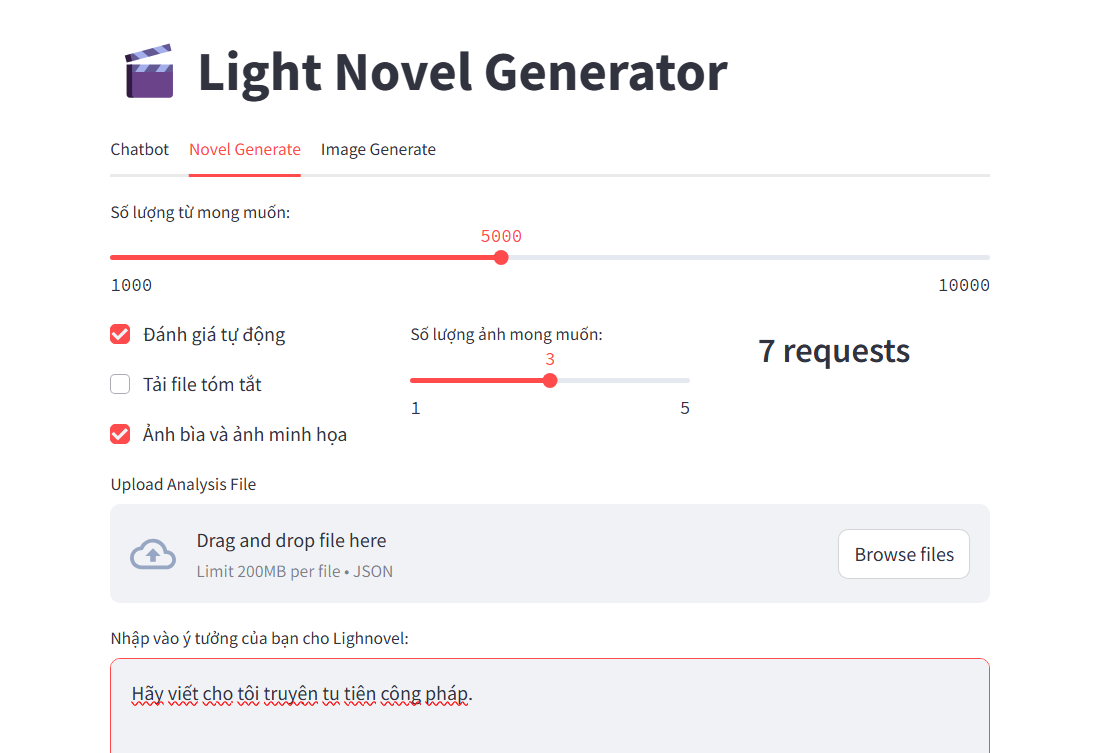 Light Novel Generator
Chatbot Novel Generate Image Generate
Số lượng từ mong muốn:
5000
1000 10000
Đánh giá tự động
Tải file tóm tắt
Ảnh bìa và ảnh minh họa
Số lượng ảnh mong muốn:
3
1 5
7 requests
Upload Analysis File
Drag and drop file here
Limit 200MB per file • JSON
Browse files
Nhập vào ý tưởng của bạn cho Lighnovel:
Hãy viết cho tôi truyện tu tiên công pháp.